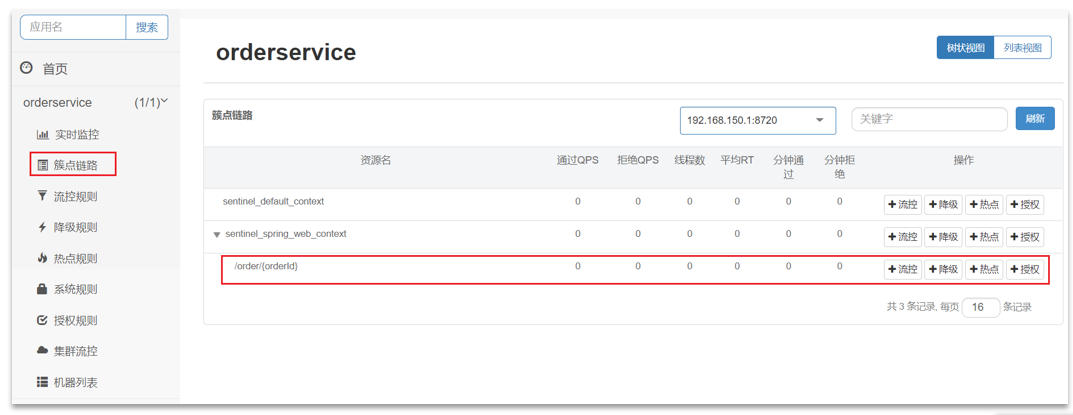 应用名 搜索
首页
orderservice (1/1)
实时监控
簇点链路
流控规则
降级规则
热点规则
系统规则
授权规则
集群流控
机器列表
orderservice
树状视图 列表视图
簇点链路
192.168.150.1:8720 关键字 刷新
资源名 通过QPS 拒绝QPS 线程数 平均RT 分钟通过 分钟拒绝 操作
sentinel_default_context 0 0 0 0 0 0 +流控 +降级 +热点 +授权
sentinel_spring_web_context 0 0 0 0 0 0 +流控 +降级 +热点 +授权
/order/{orderId} 0 0 0 0 0 0 +流控 +降级 +热点 +授权
共 3 条记录, 每页 16 条记录